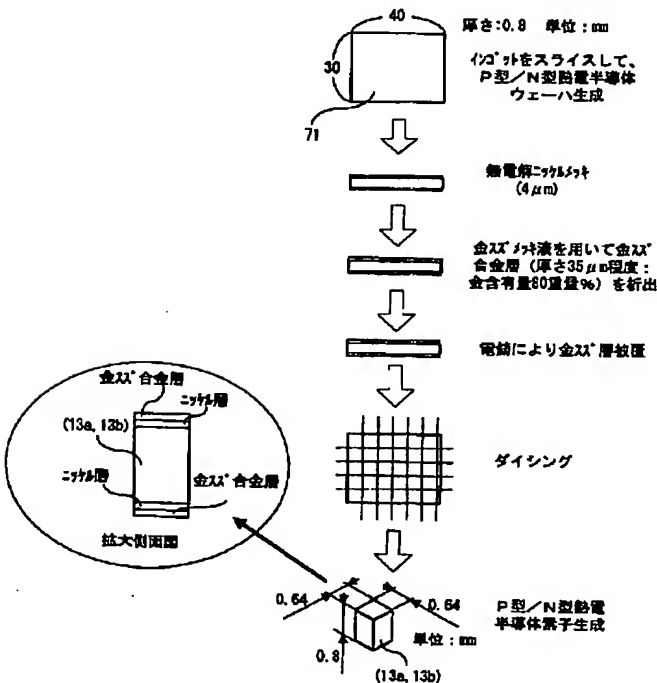 40
厚さ:0.8 単位:mm
30
インゴットをスライスして、
P型/N型熱電半導体
ウェーハ生成
71
無電解ニッケルメッキ
(4μm)
金スズメッキ液を用いて金スズ
合金層(厚さ35μm程度:
金含有量80重量%)を析出
電鋳により金スズ層被覆
金スズ合金層
ニッケル層
(13a, 13b)
ニッケル層
金スズ合金層
拡大側面図
ダイシング
0.64
0.64
P型/N型熱電
半導体素子生成
単位:mm
0.8
(13a, 13b)